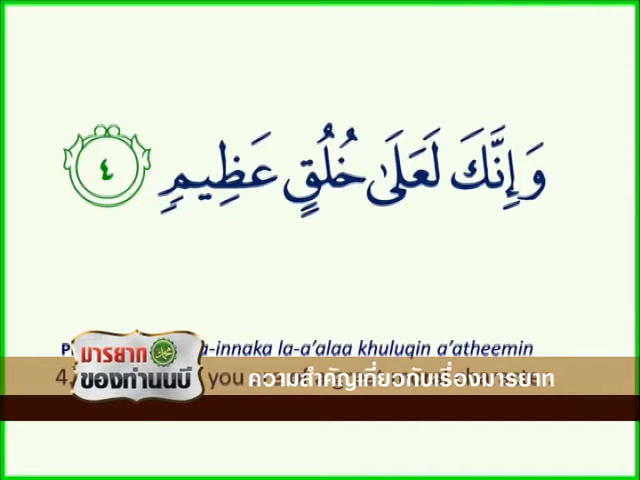 وَإِنَّكَ لَعَلَىٰ خُلُقٍ عَظِيمٍ ٤
a-innaka la-a'alaa khuluqin a'atheemin
4. you
ความสำคัญเกี่ยวกับเรื่องมารยาท
มารยาท
ของท่านนบี